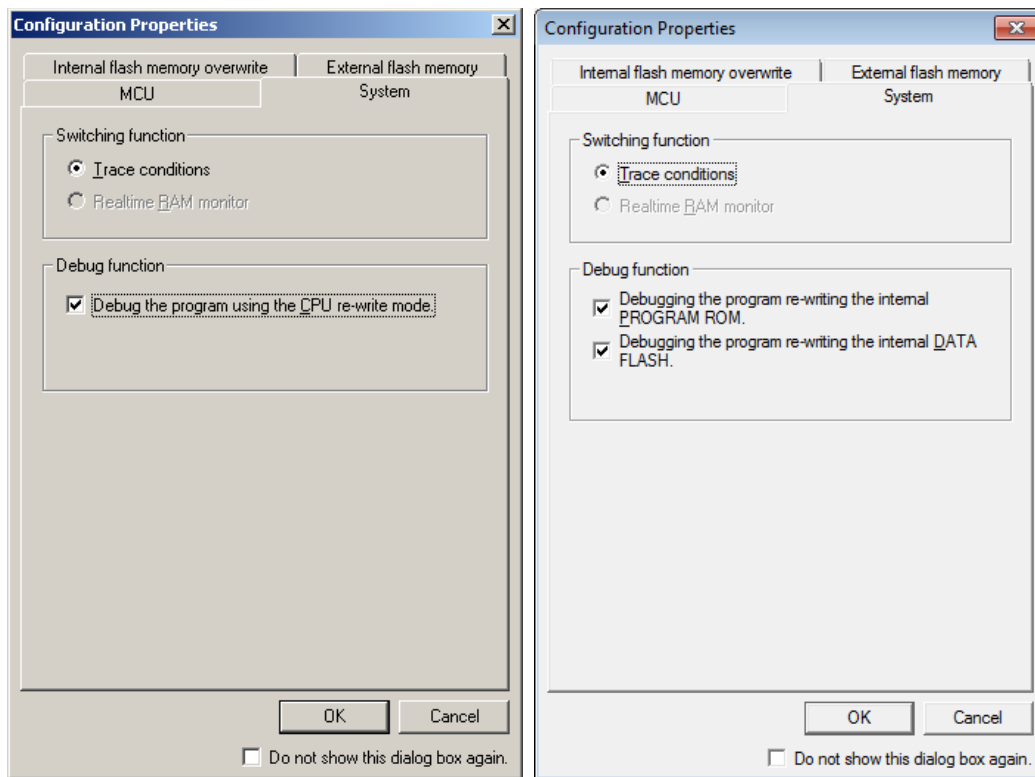 Configuration Properties
Internal flash memory overwrite
External flash memory
MCU
System
Switching function
Trace conditions
Realtime RAM monitor
Debug function
Debug the program using the CPU re-write mode.
OK
Cancel
Do not show this dialog box again.
Configuration Properties
Internal flash memory overwrite
External flash memory
MCU
System
Switching function
Trace conditions
Realtime RAM monitor
Debug function
Debugging the program re-writing the internal
PROGRAM ROM.
Debugging the program re-writing the internal DATA
FLASH.
OK
Cancel
Do not show this dialog box again.